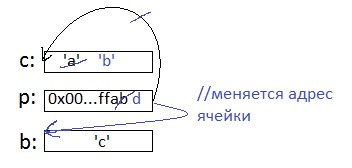 c: 'a' 'b'
p: 0x00...ffab d //меняется адрес
ячейки
b: 'c'